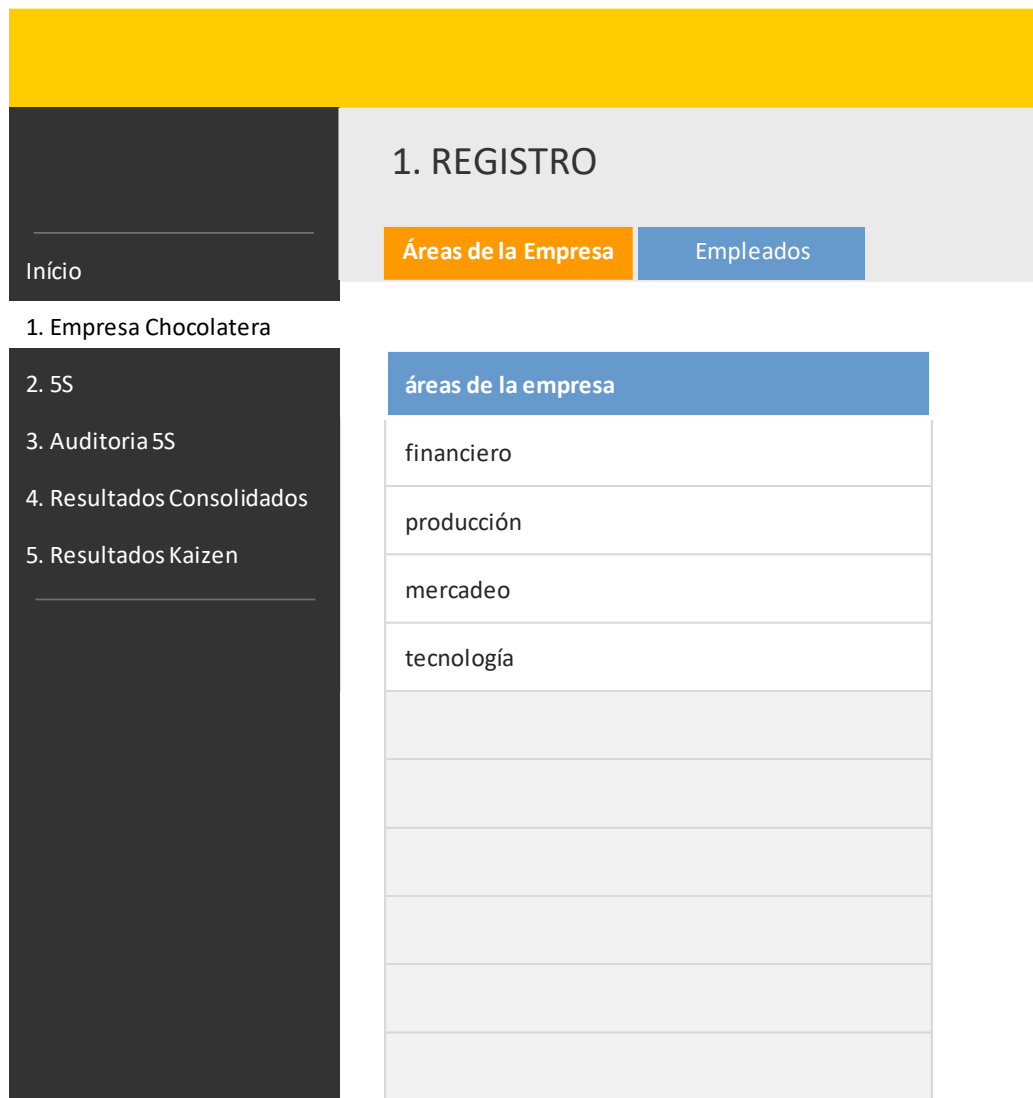 1. REGISTRO
Áreas de la Empresa
Empleados
Início
1. Empresa Chocolatera
2. 5S
3. Auditoria 5S
4. Resultados Consolidados
5. Resultados Kaizen
áreas de la empresa
financiero
producción
mercadeo
tecnología